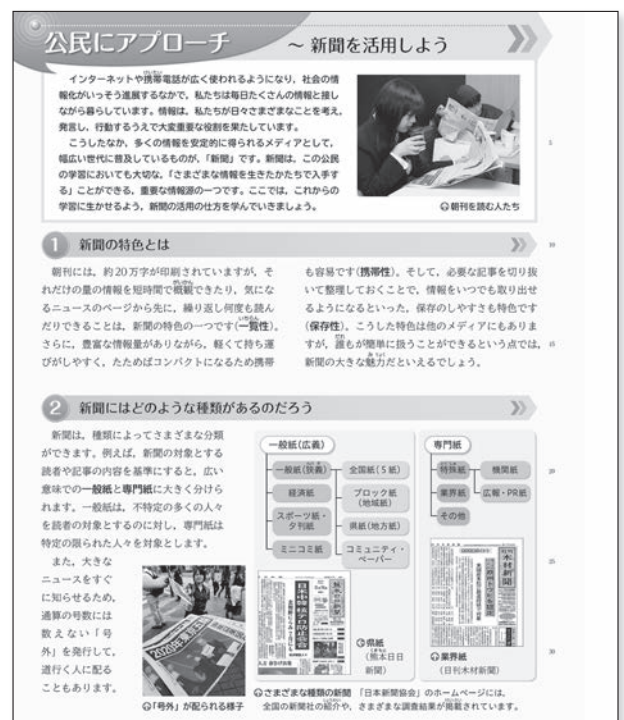 公民にアプローチ
～ 新聞を活用しよう
インターネットや携帯電話が広く使われるようになり，社会の情
報化がいっそう進展するなかで，私たちは毎日たくさんの情報と接し
ながら暮らしています。情報は，私たちが日々さまざまなことを考え，
発言し，行動するうえで大変重要な役割を果たしています。
こうしたなか，多くの情報を安定的に得られるメディアとして，
幅広い世代に普及しているものが，「新聞」です。新聞は，この公民
の学習においても大切な，「さまざまな情報を生きたかたちで入手す
る」ことができる，重要な情報源の一つです。ここでは，これからの
学習に生かせるよう，新聞の活用の仕方を学んでいきましょう。
朝刊を読む人たち
5
10
1 新聞の特色とは
朝刊には，約20万字が印刷されていますが，そ
れだけの量の情報を短時間で概観できたり，気にな
るニュースのページから先に，繰り返し何度も読ん
だりできることは，新聞の特色の一つです(一覧性)。
さらに，豊富な情報量がありながら，軽くて持ち運
びがしやすく，たためばコンパクトになるため携帯
も容易です(携帯性)。そして，必要な記事を切り抜
いて整理しておくことで，情報をいつでも取り出せ
るようになるといった，保存のしやすさも特色です
(保存性)。こうした特色は他のメディアにもありま
すが，誰もが簡単に扱うことができるという点では，
新聞の大きな魅力だといえるでしょう。
15
2 新聞にはどのような種類があるのだろう
新聞は，種類によってさまざまな分類
ができます。例えば，新聞の対象とする
読者や記事の内容を基準にすると，広い
意味での一般紙と専門紙に大きく分けら
れます。一般紙は，不特定の多くの人々
を読者の対象とするのに対し，専門紙は
特定の限られた人々を対象とします。
また，大きな
ニュースをすぐ
に知らせるため，
通算の号数には
数えない「号
外」を発行して，
道行く人に配る
こともあります。
「号外」が配られる様子
2020年東京
一般紙(広義)
一般紙(狭義)
全国紙(5紙)
経済紙
ブロック紙
(地域紙)
スポーツ紙・
夕刊紙
県紙(地方紙)
ミニコミ紙
コミュニティ・
ペーパー
専門紙
特殊紙
機関紙
業界紙
広報・PR紙
その他
県紙
(熊本日日
新聞)
木材新聞
業界紙
(日刊木材新聞)
さまざまな種類の新聞 「日本新聞協会」のホームページには，
全国の新聞社の紹介や，さまざまな調査結果が掲載されています。
20
25
30